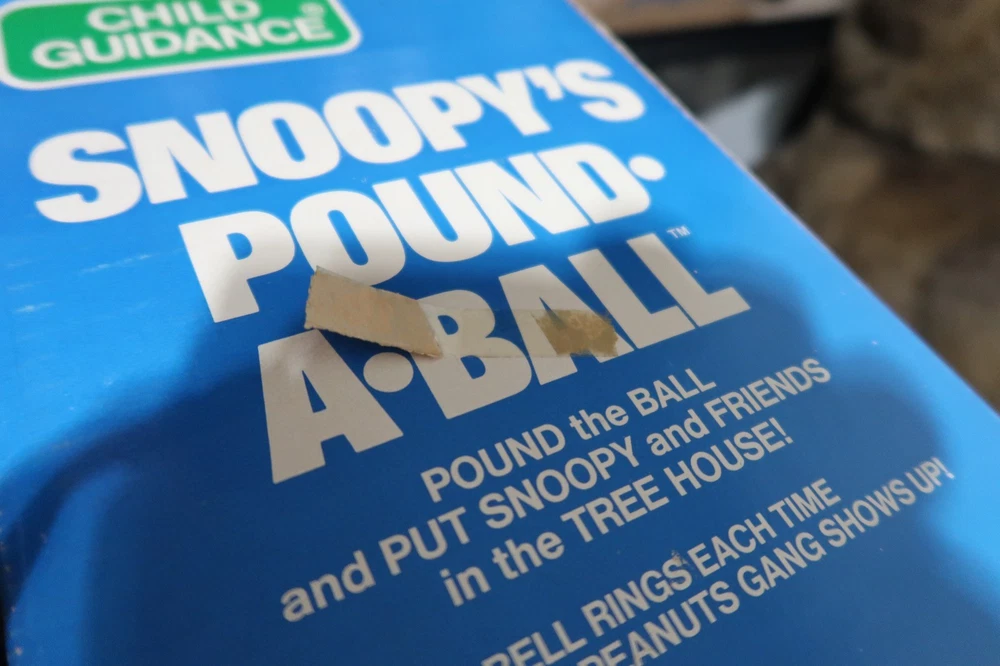 CHILD
GUIDANCE®
SNOOPY'S
POUND·
A·BALL™
POUND the BALL
and PUT SNOOPY and FRIENDS
in the TREE HOUSE!
BELL RINGS EACH TIME
PEANUTS GANG SHOWS UP!